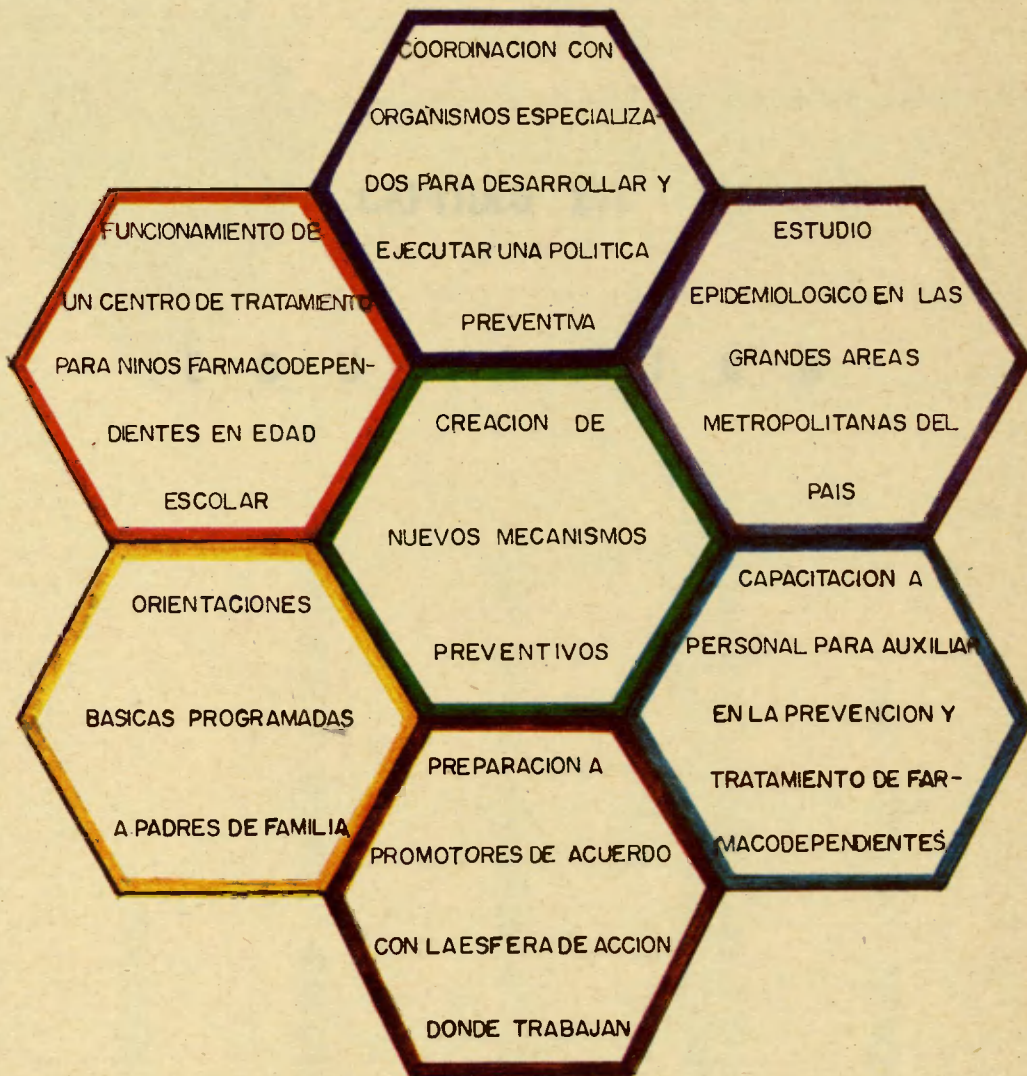 COORDINACION CON
ORGANISMOS ESPECIALIZA-
DOS PARA DESARROLLAR Y
EJECUTAR UNA POLITICA
PREVENTIVA
FUNCIONAMIENTO DE
UN CENTRO DE TRATAMIENTO
PARA NINOS FARMACODEPEN-
DIENTES EN EDAD
ESCOLAR
ESTUDIO
EPIDEMIOLOGICO EN LAS
GRANDES AREAS
METROPOLITANAS DEL
PAIS
CREACION DE
NUEVOS MECANISMOS
PREVENTIVOS
ORIENTACIONES
BASICAS PROGRAMADAS
A PADRES DE FAMILIA
CAPACITACION A
PERSONAL PARA AUXILIAR
EN LA PREVENCION Y
TRATAMIENTO DE FAR-
MACODEPENDIENTES
PREPARACION A
PROMOTORES DE ACUERDO
CON LA ESFERA DE ACCION
DONDE TRABAJAN